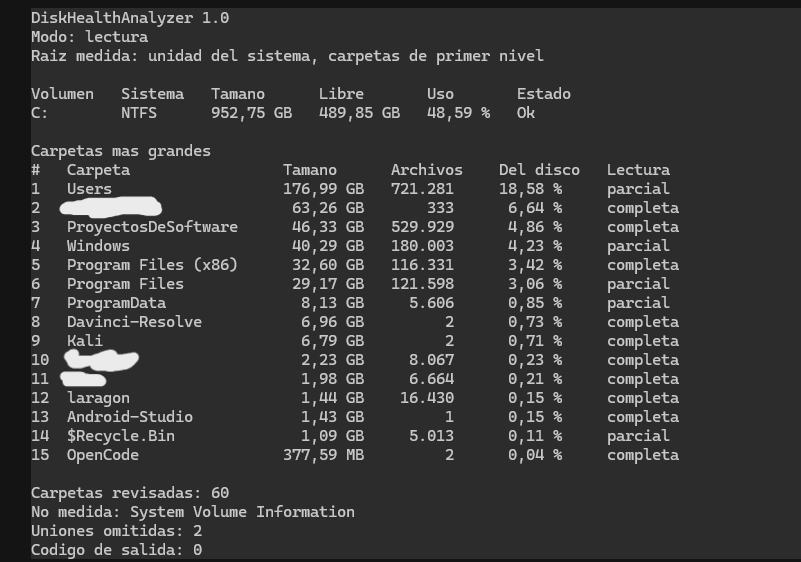 DiskHealthAnalyzer 1.0
Modo: lectura
Raiz medida: unidad del sistema, carpetas de primer nivel
Volumen Sistema Tamano Libre Uso Estado
C: NTFS 952,75 GB 489,85 GB 48,59 % Ok
Carpetas mas grandes
# Carpeta Tamano Archivos Del disco Lectura
1 Users 176,99 GB 721.281 18,58 % parcial
2 63,26 GB 333 6,64 % completa
3 ProyectosDeSoftware 46,33 GB 529.929 4,86 % completa
4 Windows 40,29 GB 180.003 4,23 % parcial
5 Program Files (x86) 32,60 GB 116.331 3,42 % completa
6 Program Files 29,17 GB 121.598 3,06 % parcial
7 ProgramData 8,13 GB 5.606 0,85 % parcial
8 Davinci-Resolve 6,96 GB 2 0,73 % completa
9 Kali 6,79 GB 2 0,71 % completa
10 2,23 GB 8.067 0,23 % completa
11 1,98 GB 6.664 0,21 % completa
12 laragon 1,44 GB 16.430 0,15 % completa
13 Android-Studio 1,43 GB 1 0,15 % completa
14 $Recycle.Bin 1,09 GB 5.013 0,11 % parcial
15 OpenCode 377,59 MB 2 0,04 % completa
Carpetas revisadas: 60
No medida: System Volume Information
Uniones omitidas: 2
Codigo de salida: 0